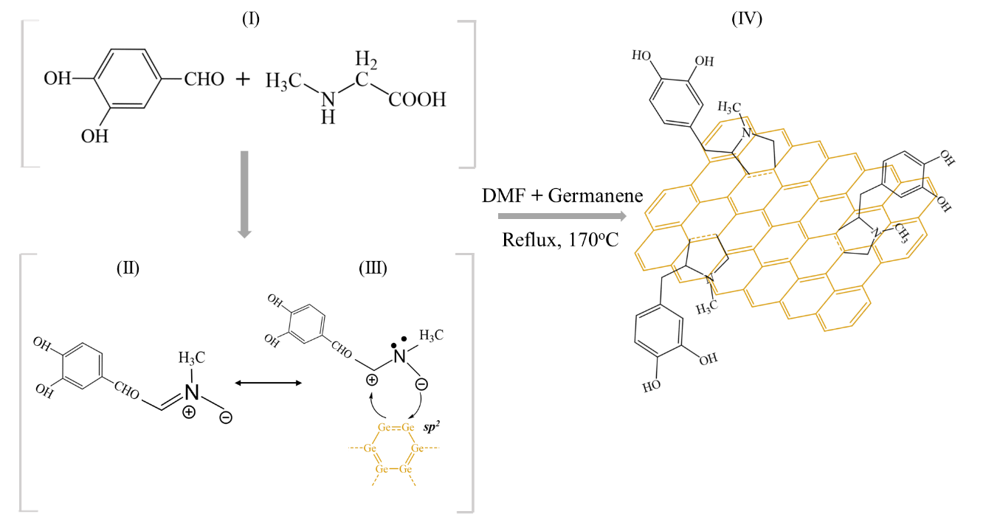 (I)
OH
CHO
OH
+
H₃C
N
H
H₂
C
COOH
(II)
OH
OH
CHO
H₃C
N
⊕
⊖
(III)
OH
OH
CHO
N
H₃C
⊕
⊖
Ge
Ge
sp²
Ge
Ge
Ge
Ge
DMF + Germanene
Reflux, 170°C
(IV)
HO
OH
H₃C
N
OH
OH
N
CH₃
N
H₃C
OH
HO